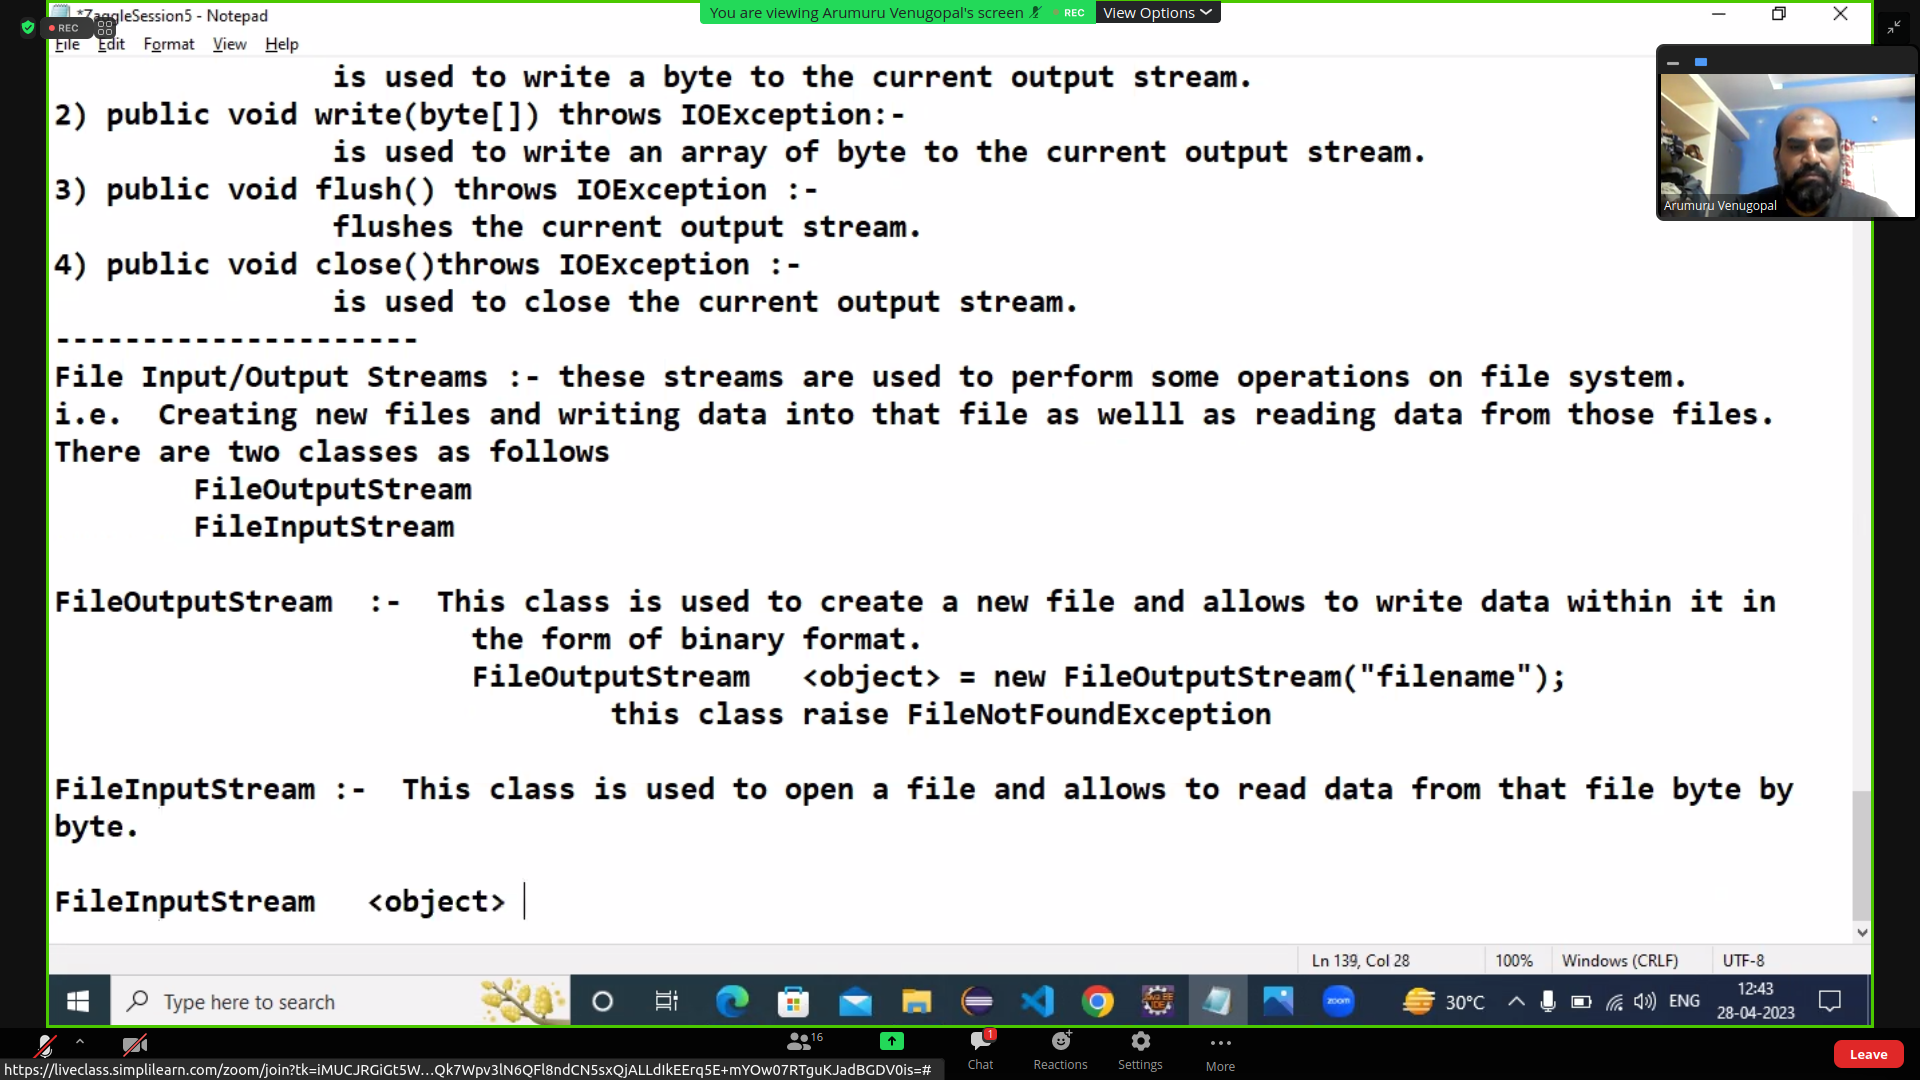 *ZaggleSession5 - Notepad
You are viewing Arumuru Venugopal's screen
REC
View Options
REC
File Edit Format View Help
is used to write a byte to the current output stream.
2) public void write(byte[]) throws IOException:-
is used to write an array of byte to the current output stream.
3) public void flush() throws IOException :-
flushes the current output stream.
4) public void close()throws IOException :-
is used to close the current output stream.
---------------------
File Input/Output Streams :- these streams are used to perform some operations on file system.
i.e. Creating new files and writing data into that file as welll as reading data from those files.
There are two classes as follows
FileOutputStream
FileInputStream
FileOutputStream :- This class is used to create a new file and allows to write data within it in
the form of binary format.
FileOutputStream <object> = new FileOutputStream("filename");
this class raise FileNotFoundException
FileInputStream :- This class is used to open a file and allows to read data from that file byte by
byte.
FileInputStream <object>
Arumuru Venugopal
Ln 139, Col 28 100% Windows (CRLF) UTF-8
Type here to search
zoom
30°C
ENG
12:43
28-04-2023
16
1
Chat
Reactions
Settings
More
Leave
https://liveclass.simplilearn.com/zoom/join?tk=iMUCJRGiGt5W...Qk7Wpv3lN6QFl8ndCN5sxQjALLdIkEErq5E+mYOw07RTguKJadBGDV0is=#